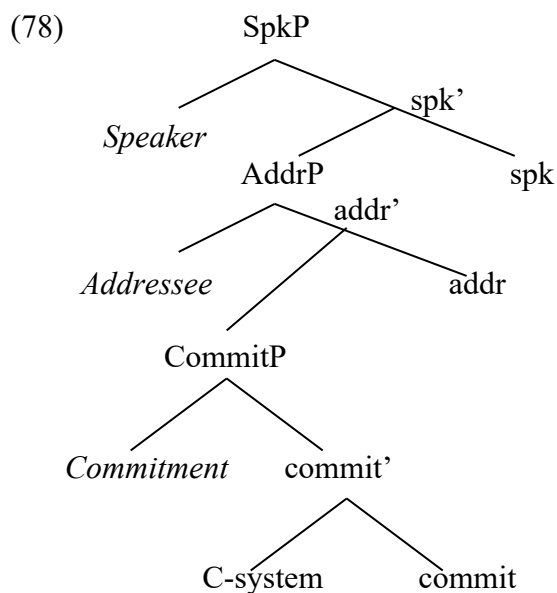 (78) SpkP
spk’
Speaker
AddrP spk
addr’
Addressee addr
CommitP
Commitment commit’
C-system commit